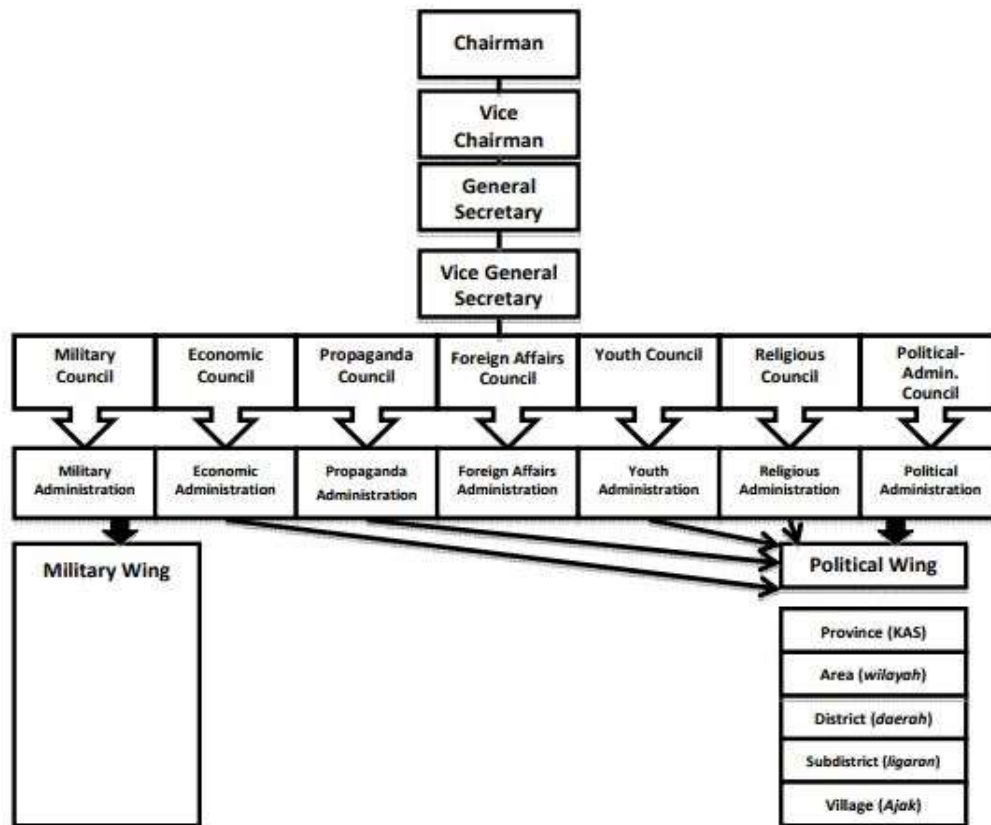 Chairman
Vice
Chairman
General
Secretary
Vice General
Secretary
Military
Council
Economic
Council
Propaganda
Council
Foreign Affairs
Council
Youth Council
Religious
Council
Political-
Admin.
Council
Military
Administration
Economic
Administration
Propaganda
Administration
Foreign Affairs
Administration
Youth
Administration
Religious
Administration
Political
Administration
Military Wing
Political Wing
Province (KAS)
Area (wilayah)
District (daerah)
Subdistrict (ligaran)
Village (Ajak)